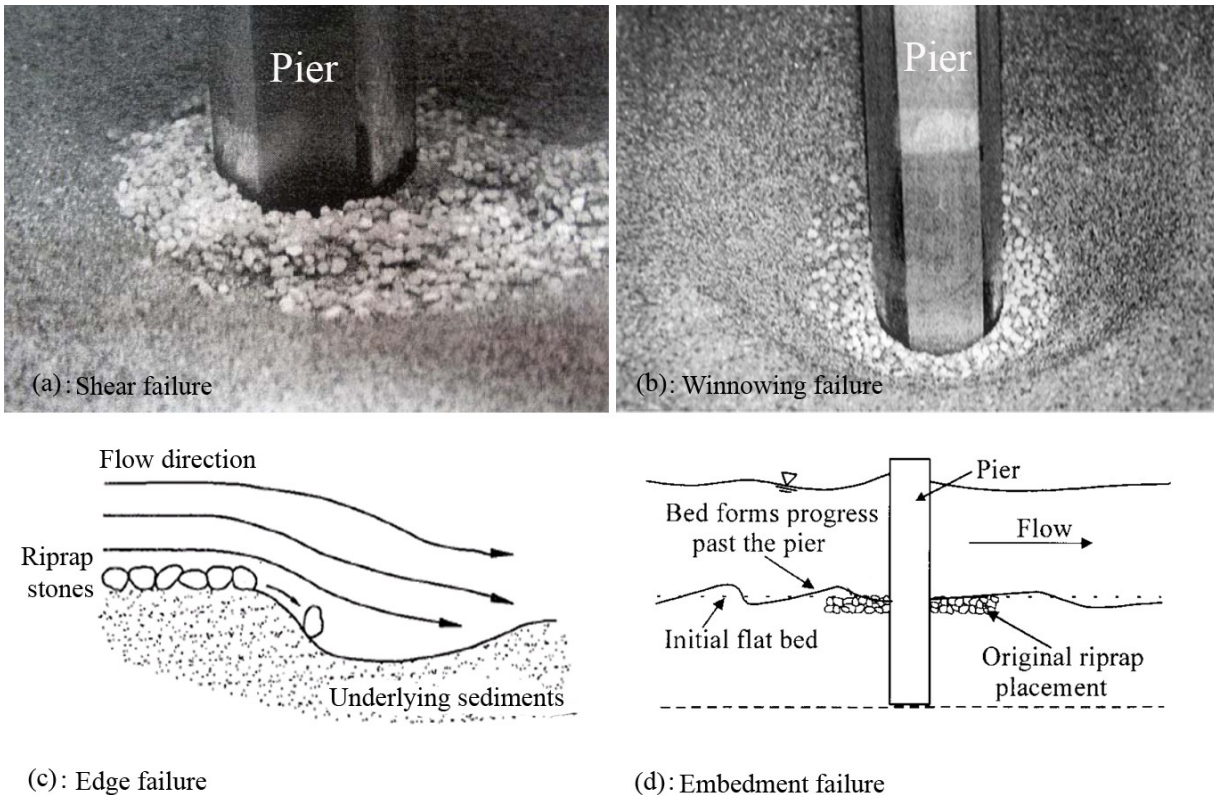 Pier
(a): Shear failure
Pier
(b): Winnowing failure
Flow direction
Riprap
stones
Underlying sediments
(c): Edge failure
Pier
Bed forms progress
past the pier
Flow
Initial flat bed
Original riprap
placement
(d): Embedment failure